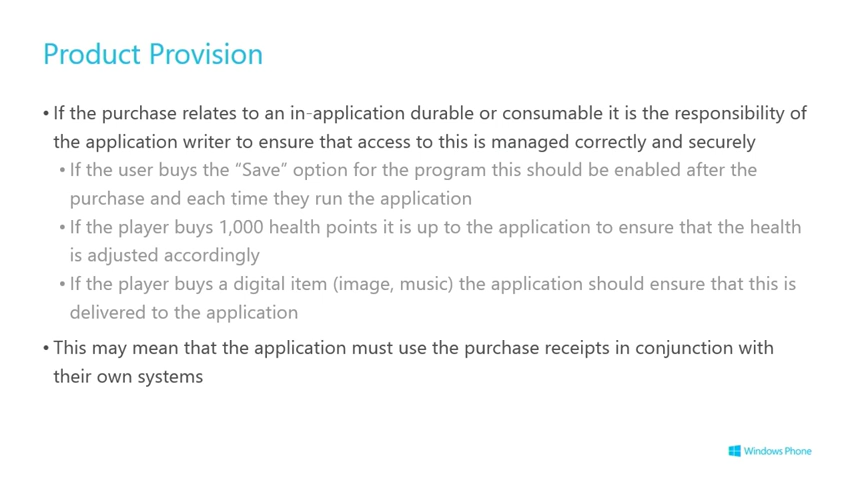 Product Provision
• If the purchase relates to an in-application durable or consumable it is the responsibility of
the application writer to ensure that access to this is managed correctly and securely
• If the user buys the “Save” option for the program this should be enabled after the
purchase and each time they run the application
• If the player buys 1,000 health points it is up to the application to ensure that the health
is adjusted accordingly
• If the player buys a digital item (image, music) the application should ensure that this is
delivered to the application
• This may mean that the application must use the purchase receipts in conjunction with
their own systems
Windows Phone